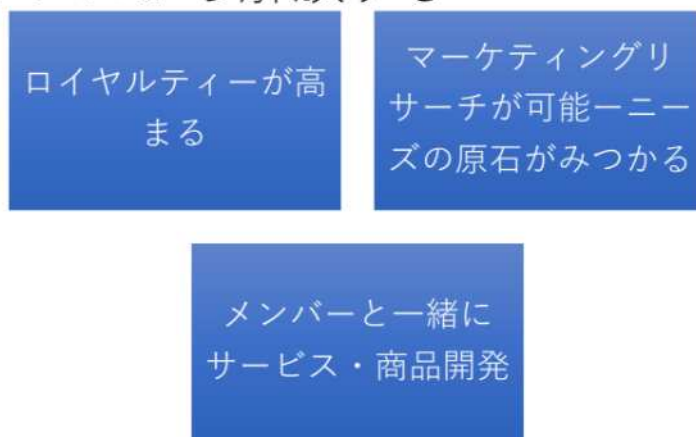 ロイヤルティーが高
まる
マーケティングリ
サーチが可能ーニー
ズの原石がみつかる
メンバーと一緒に
サービス・商品開発